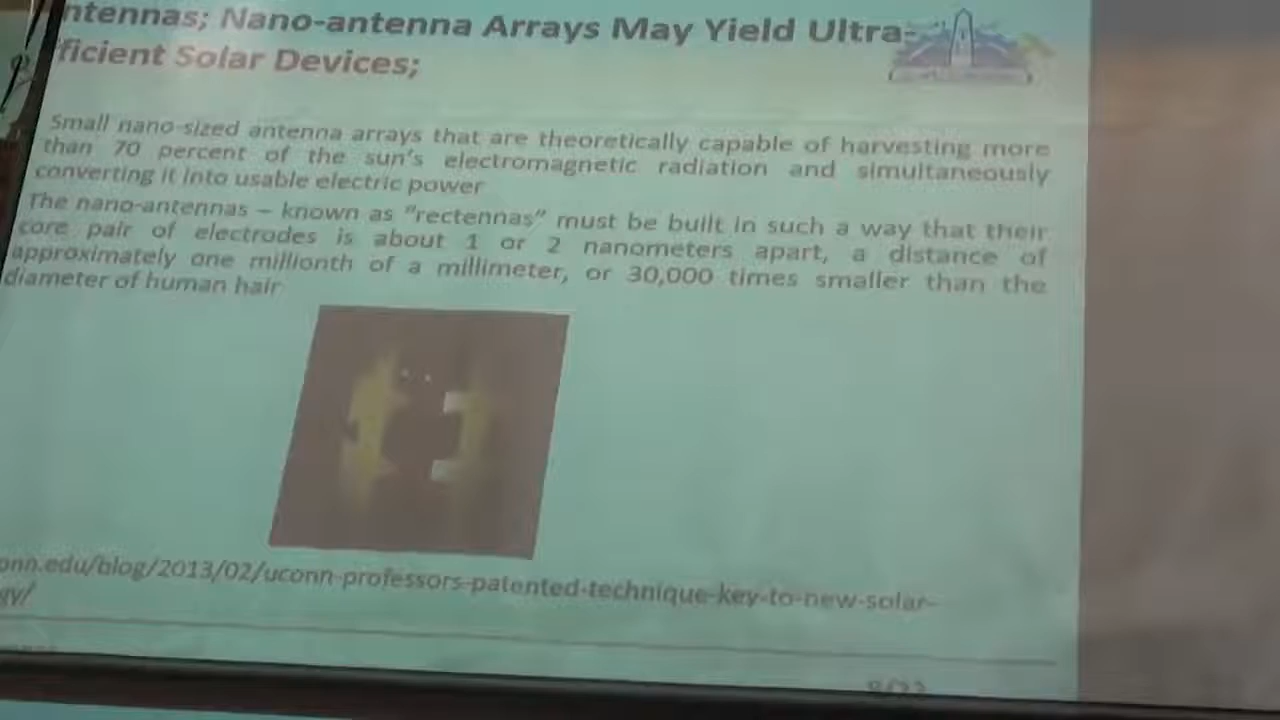 ntennas; Nano-antenna Arrays May Yield Ultra-
ficient Solar Devices;
Small nano-sized antenna arrays that are theoretically capable of harvesting more
than 70 percent of the sun's electromagnetic radiation and simultaneously
converting it into usable electric power
The nano-antennas – known as "rectennas" must be built in such a way that their
core pair of electrodes is about 1 or 2 nanometers apart, a distance of
approximately one millionth of a millimeter, or 30,000 times smaller than the
diameter of human hair
onn.edu/blog/2013/02/uconn-professors-patented-technique-key-to-new-solar-
gy/